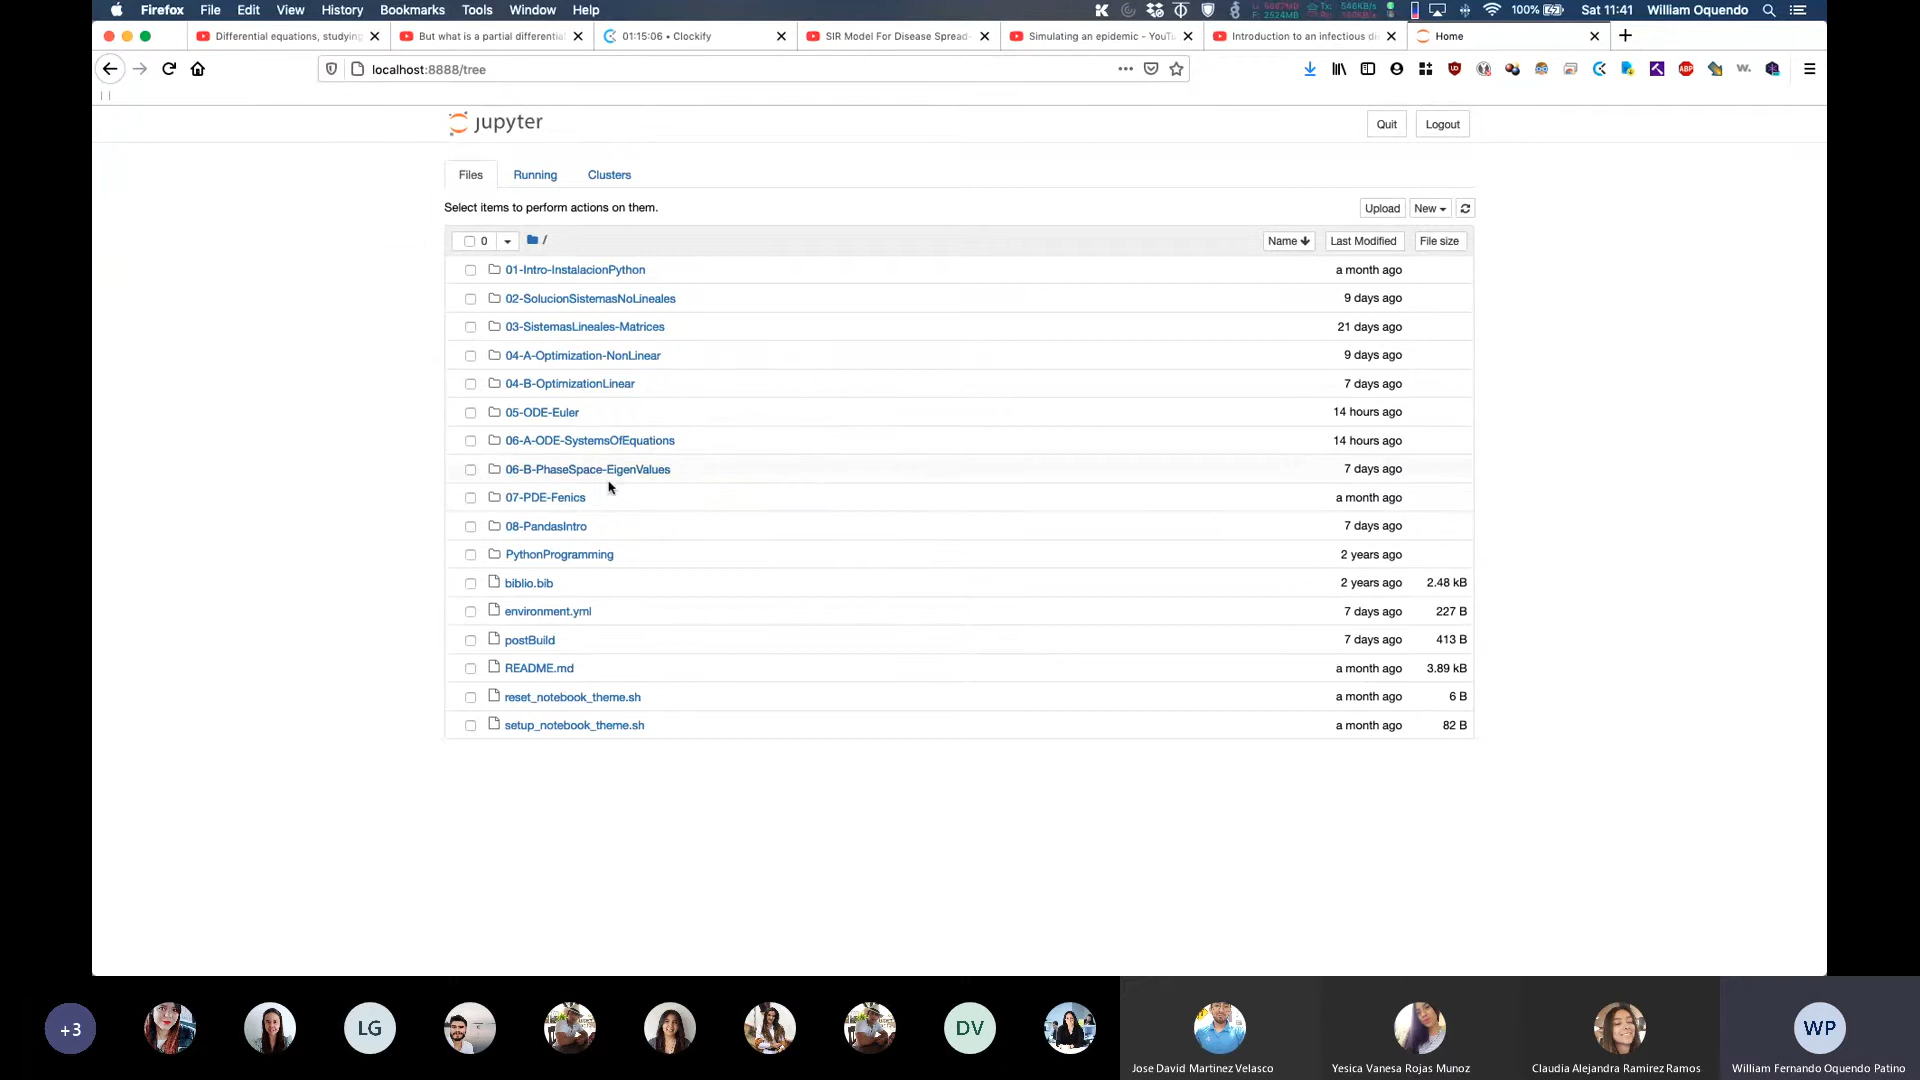 Firefox File Edit View History Bookmarks Tools Window Help 100% Sat 11:41 William Oquendo
Differential equations, studying
But what is a partial differentia
01:15:06 • Clockify
SIR Model For Disease Spread-
Simulating an epidemic - YouTu
Introduction to an infectious di
Home
localhost:8888/tree
jupyter
Quit Logout
Files Running Clusters
Select items to perform actions on them.
Upload New
0 / Name Last Modified File size
01-Intro-InstalacionPython a month ago
02-SolucionSistemasNoLineales 9 days ago
03-SistemasLineales-Matrices 21 days ago
04-A-Optimization-NonLinear 9 days ago
04-B-OptimizationLinear 7 days ago
05-ODE-Euler 14 hours ago
06-A-ODE-SystemsOfEquations 14 hours ago
06-B-PhaseSpace-EigenValues 7 days ago
07-PDE-Fenics a month ago
08-PandasIntro 7 days ago
PythonProgramming 2 years ago
biblio.bib 2 years ago 2.48 kB
environment.yml 7 days ago 227 B
postBuild 7 days ago 413 B
README.md a month ago 3.89 kB
reset_notebook_theme.sh a month ago 6 B
setup_notebook_theme.sh a month ago 82 B
+3 LG DV WP
Jose David Martinez Velasco
Yesica Vanesa Rojas Munoz
Claudia Alejandra Ramirez Ramos
William Fernando Oquendo Patino